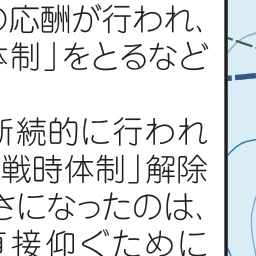 の応酬が行われ、
体制」をとるなど
断続的に行われ
戦時体制」解除
さになったのは、
直接仰ぐために